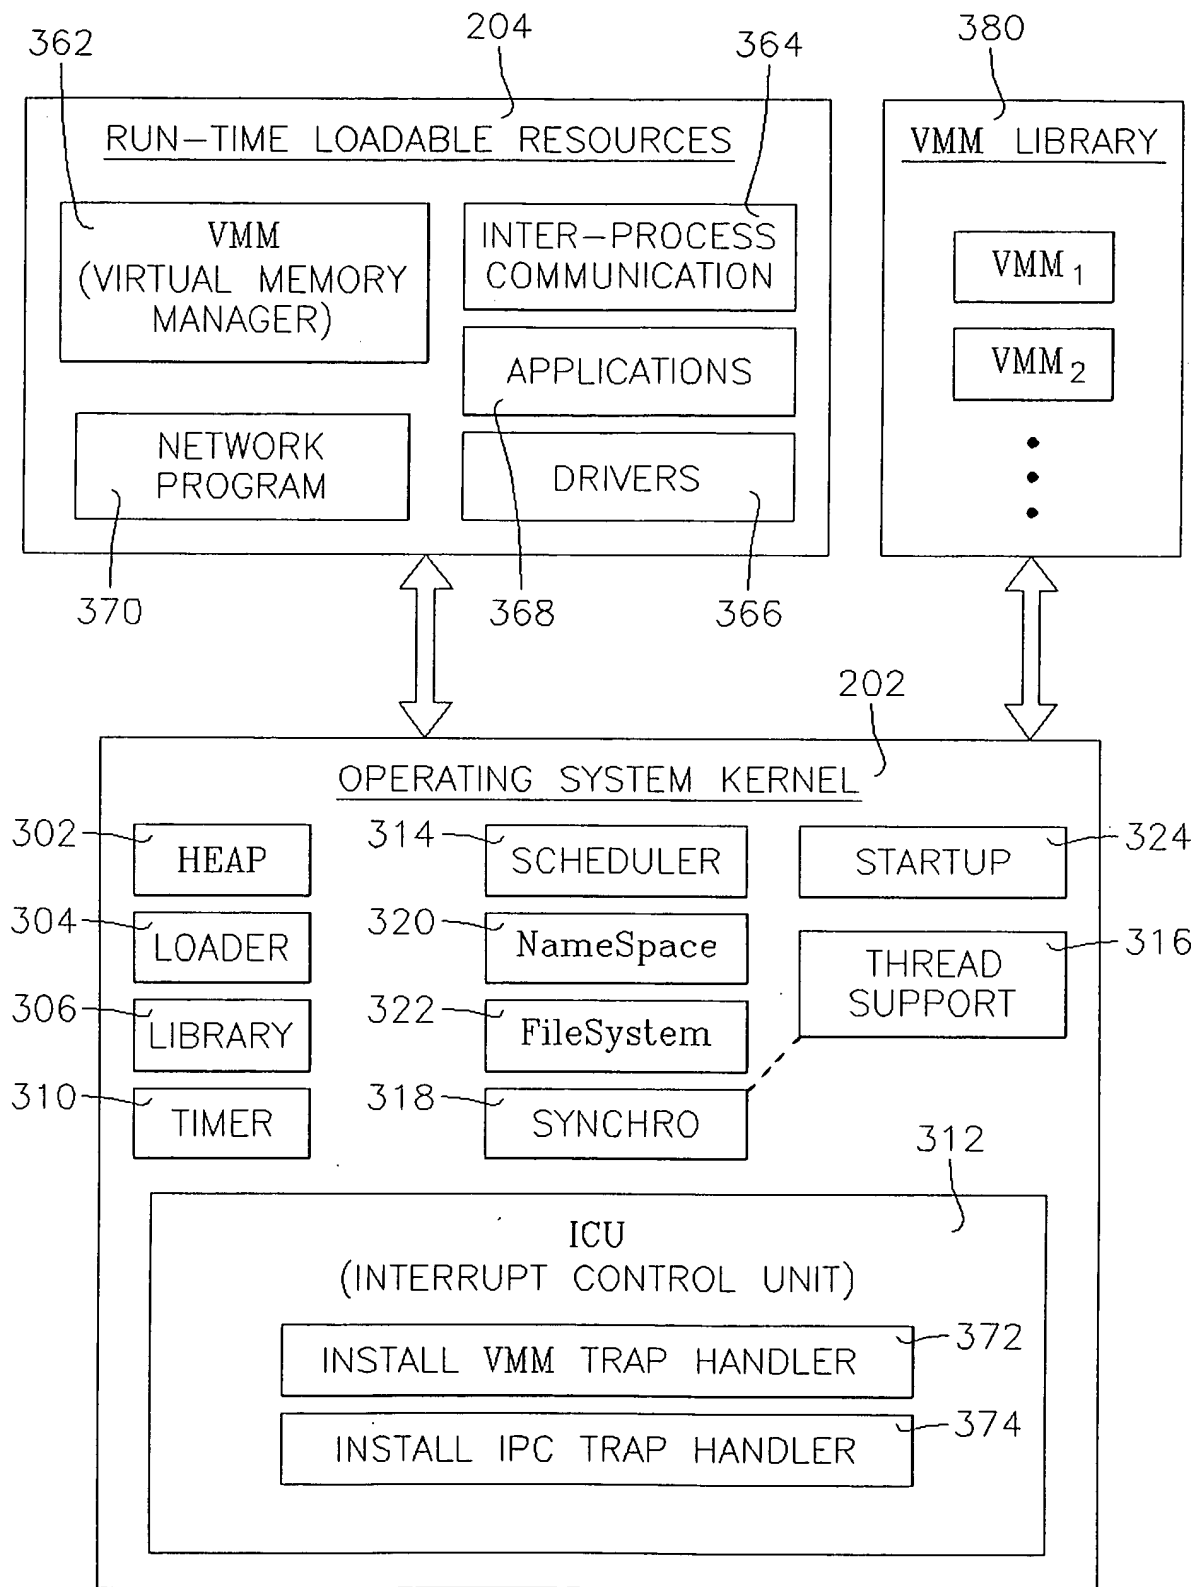 362
204
364
380
RUN-TIME LOADABLE RESOURCES
VMM LIBRARY
VMM
(VIRTUAL MEMORY
MANAGER)
INTER-PROCESS
COMMUNICATION
VMM1
APPLICATIONS
VMM2
NETWORK
PROGRAM
DRIVERS
370
368
366
202
OPERATING SYSTEM KERNEL
302
HEAP
314
SCHEDULER
STARTUP
324
304
LOADER
320
NameSpace
THREAD
SUPPORT
316
306
LIBRARY
322
FileSystem
310
TIMER
318
SYNCHRO
312
ICU
(INTERRUPT CONTROL UNIT)
INSTALL VMM TRAP HANDLER
372
INSTALL IPC TRAP HANDLER
374